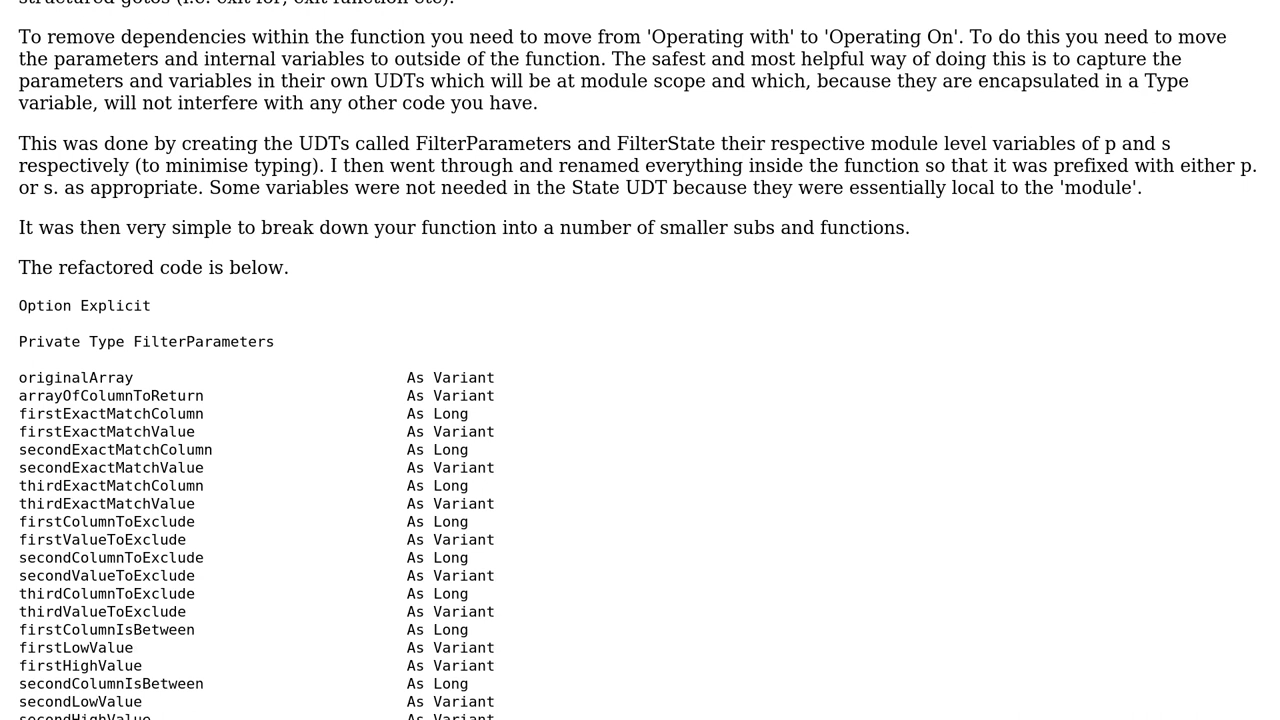 structured gotos (i.e. exit for, exit function etc).
To remove dependencies within the function you need to move from 'Operating with' to 'Operating On'. To do this you need to move
the parameters and internal variables to outside of the function. The safest and most helpful way of doing this is to capture the
parameters and variables in their own UDTs which will be at module scope and which, because they are encapsulated in a Type
variable, will not interfere with any other code you have.
This was done by creating the UDTs called FilterParameters and FilterState their respective module level variables of p and s
respectively (to minimise typing). I then went through and renamed everything inside the function so that it was prefixed with either p.
or s. as appropriate. Some variables were not needed in the State UDT because they were essentially local to the 'module'.
It was then very simple to break down your function into a number of smaller subs and functions.
The refactored code is below.
Option Explicit
Private Type FilterParameters
originalArray As Variant
arrayOfColumnToReturn As Variant
firstExactMatchColumn As Long
firstExactMatchValue As Variant
secondExactMatchColumn As Long
secondExactMatchValue As Variant
thirdExactMatchColumn As Long
thirdExactMatchValue As Variant
firstColumnToExclude As Long
firstValueToExclude As Variant
secondColumnToExclude As Long
secondValueToExclude As Variant
thirdColumnToExclude As Long
thirdValueToExclude As Variant
firstColumnIsBetween As Long
firstLowValue As Variant
firstHighValue As Variant
secondColumnIsBetween As Long
secondLowValue As Variant
secondHighValue As Variant